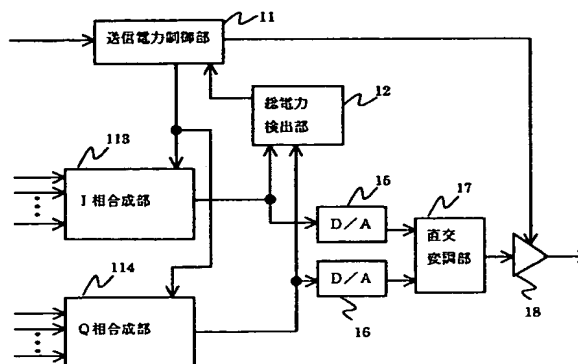 11
送信電力制御部
12
総電力
検出部
113
I相合成部
15
D/A
17
直交
変調部
114
D/A
18
16
Q相合成部